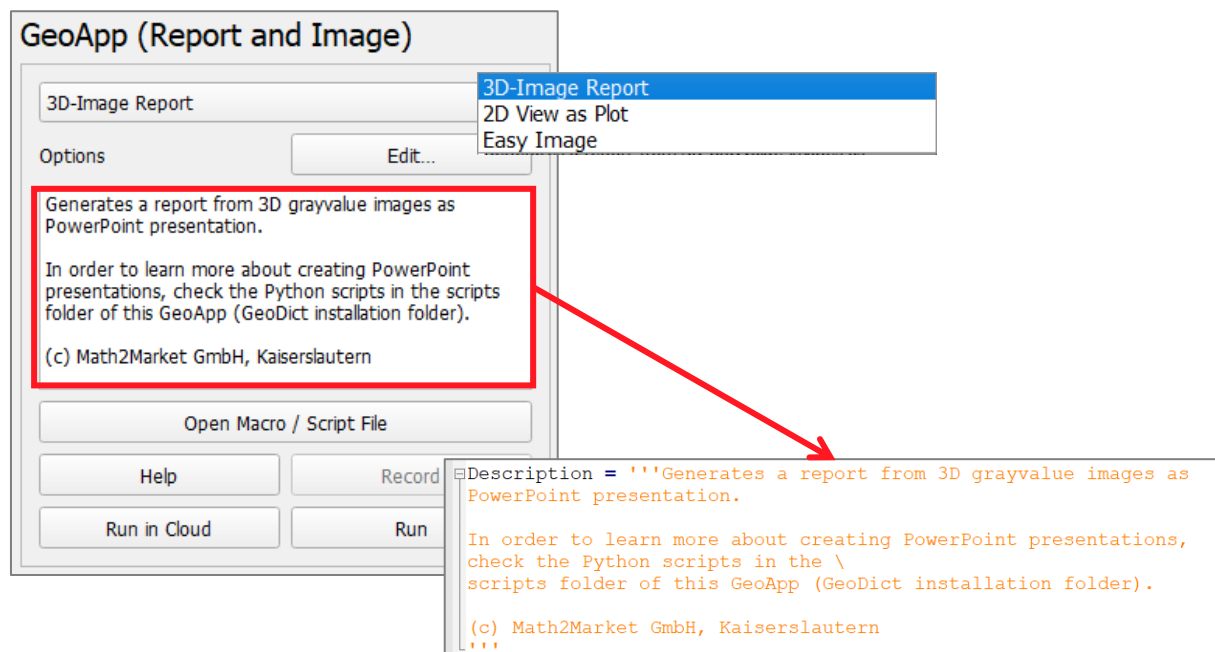 GeoApp (Report and Image)
3D-Image Report
3D-Image Report
2D View as Plot
Easy Image
Options
Edit...
Generates a report from 3D grayvalue images as
PowerPoint presentation.
In order to learn more about creating PowerPoint
presentations, check the Python scripts in the scripts
folder of this GeoApp (GeoDict installation folder).
(c) Math2Market GmbH, Kaiserslautern
Open Macro / Script File
Help
Record
Run in Cloud
Run
Description = '''Generates a report from 3D grayvalue images as
PowerPoint presentation.
In order to learn more about creating PowerPoint presentations,
check the Python scripts in the \
scripts folder of this GeoApp (GeoDict installation folder).
(c) Math2Market GmbH, Kaiserslautern
'''